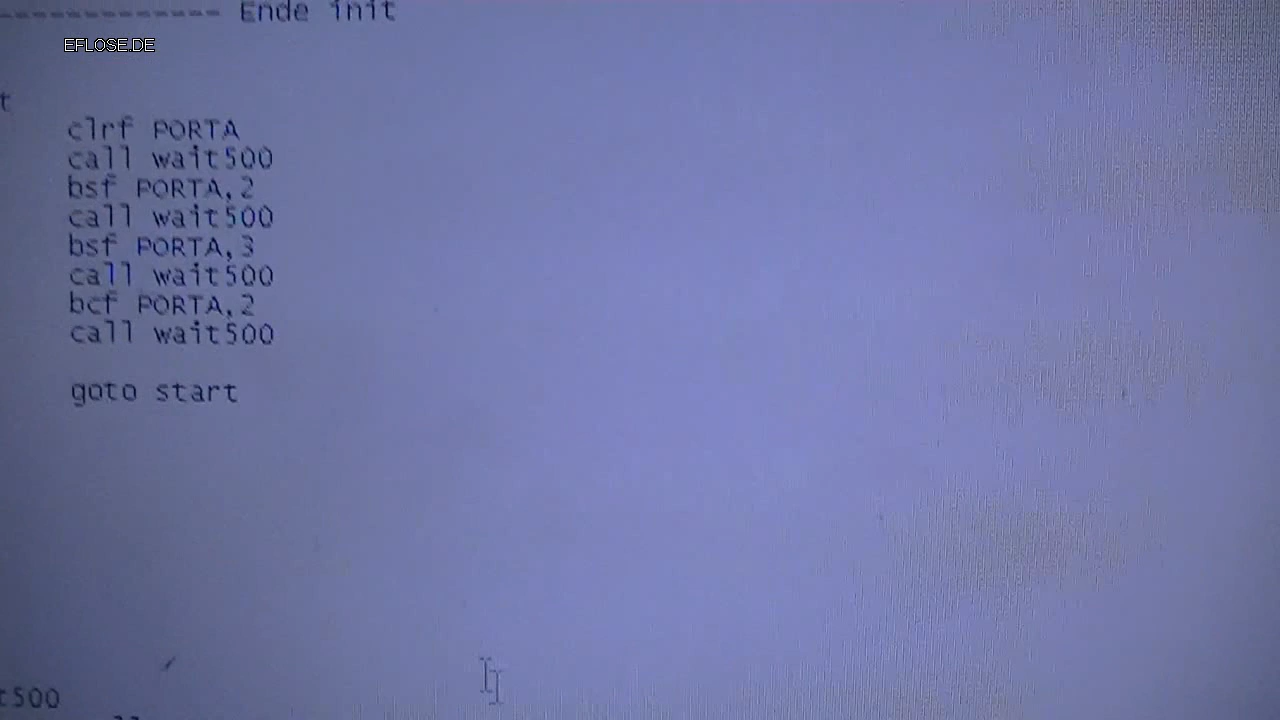 ------------- Ende init
EFLOSE.DE
t
clrf PORTA
call wait500
bsf PORTA,2
call wait500
bsf PORTA,3
call wait500
bcf PORTA,2
call wait500
goto start
t500